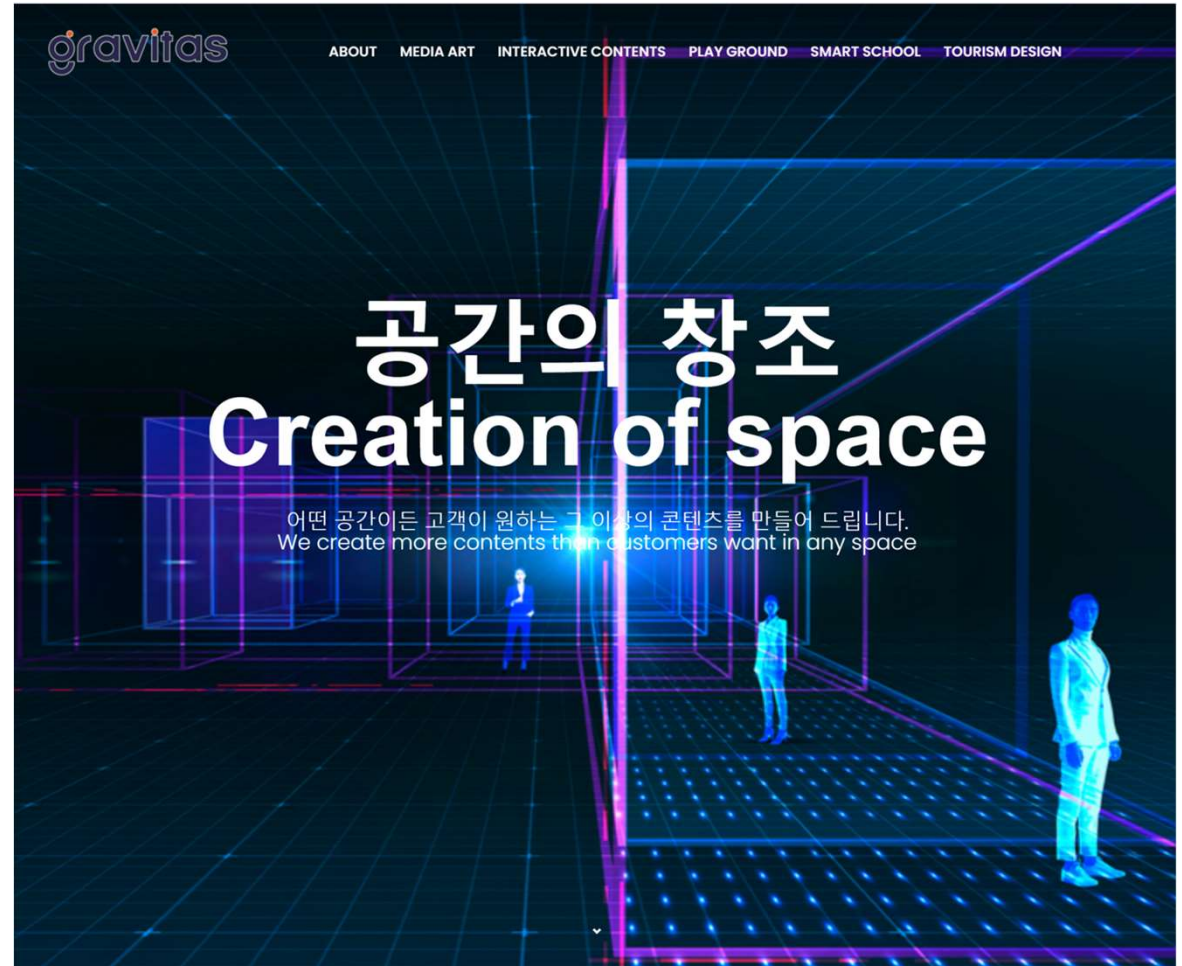 gravitas
ABOUT MEDIA ART INTERACTIVE CONTENTS PLAY GROUND SMART SCHOOL TOURISM DESIGN
공간의 창조
Creation of space
어떤 공간이든 고객이 원하는 그 이상의 콘텐츠를 만들어 드립니다.
We create more contents than customers want in any space